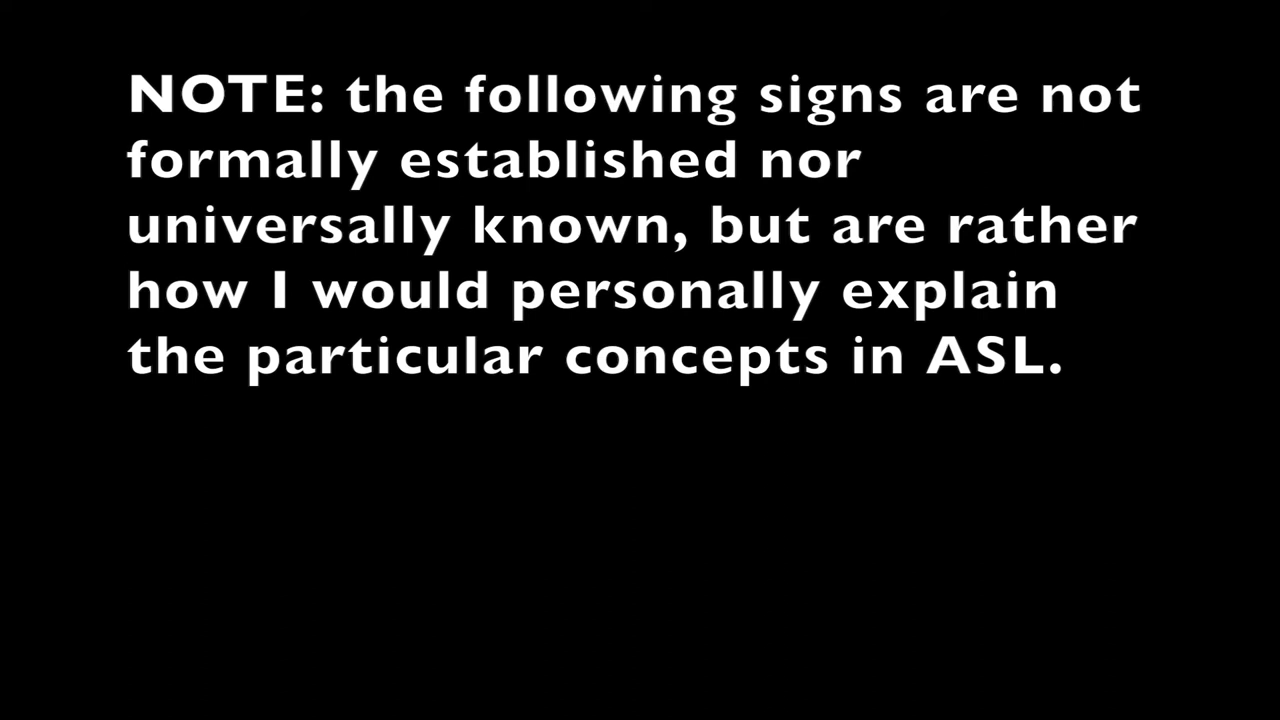 NOTE: the following signs are not
formally established nor
universally known, but are rather
how I would personally explain
the particular concepts in ASL.